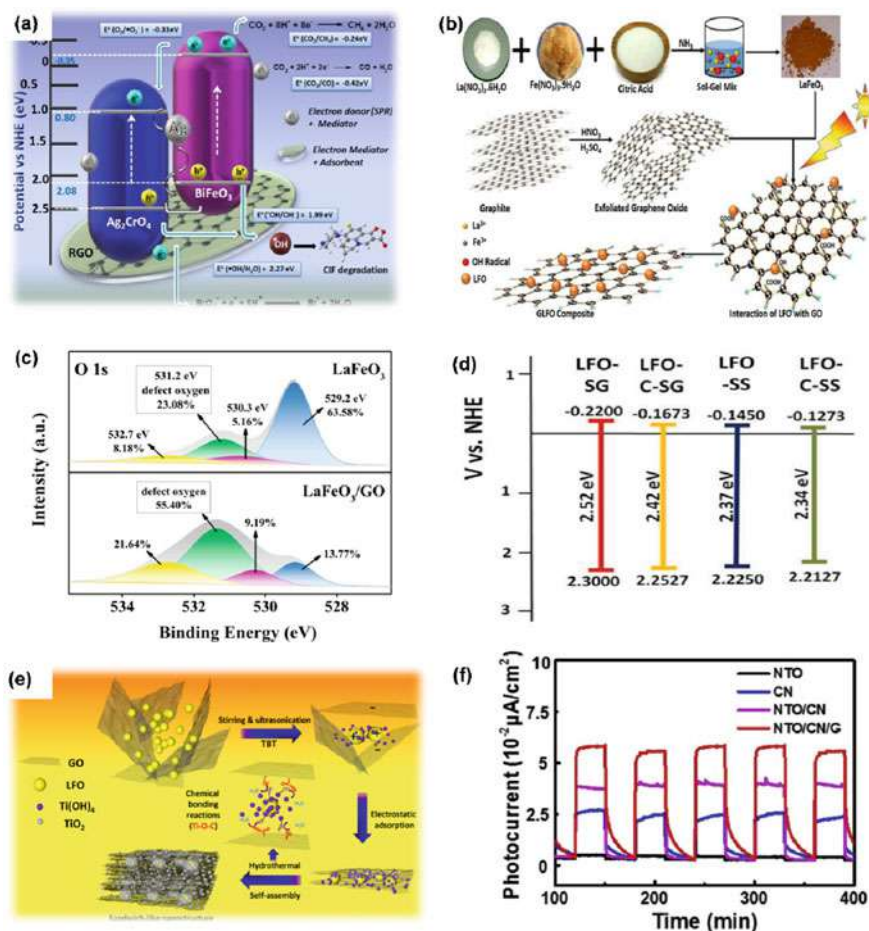 (a)
E° (O₂/•O₂⁻) = -0.33eV
CO₂ + 8H⁺ + 8e⁻ → CH₄ + 2H₂O
E° (CO₂/CH₄) = -0.24eV
CO₂ + 2H⁺ + 2e⁻ → CO + H₂O
E° (CO₂/CO) = -0.42eV
Potential vs NHE (eV)
-0.5
-0.35
0.0
0.5
0.80
1.0
1.5
2.0
2.08
2.5
Ag
Electron donor(SPR)
+ Mediator
Electron Mediator
+ Adsorbent
Ag₂CrO₄
BiFeO₃
RGO
E° (•OH/OH⁻) = 1.99eV
•OH
E° (•OH/H₂O) = 2.27eV
CIF degradation
(b)
La(NO₃)₃.6H₂O
Fe(NO₃)₃.9H₂O
Citric Acid
NH₃
Sol-Gel Mix
LaFeO₃
HNO₃
H₂SO₄
Graphite
Exfoliated Graphene Oxide
La³⁺
Fe³⁺
OH Radical
LFO
COOH
OH
GLFO Composite
Interaction of LFO with GO
(c)
O 1s
LaFeO₃
531.2 eV
defect oxygen
23.08%
530.3 eV
5.16%
529.2 eV
63.58%
532.7 eV
8.18%
Intensity (a.u.)
LaFeO₃/GO
defect oxygen
55.40%
9.19%
21.64%
13.77%
534
532
530
528
Binding Energy (eV)
(d)
LFO-
SG
LFO-
C-SG
LFO
-SS
LFO-
C-SS
-0.2200
-0.1673
-0.1450
-0.1273
V vs. NHE
1
1
2
3
2.52 eV
2.42 eV
2.37 eV
2.34 eV
2.3000
2.2527
2.2250
2.2127
(e)
Stirring & ultrasonication
TBT
GO
LFO
Ti(OH)₄
TiO₂
Chemical
bonding
reactions
(Ti-O-C)
Electrostatic
adsorption
Hydrothermal
Self-assembly
(f)
Photocurrent (10⁻²μA/cm²)
10
7.5
5
2.5
0
NTO
CN
NTO/CN
NTO/CN/G
100
200
300
400
Time (min)